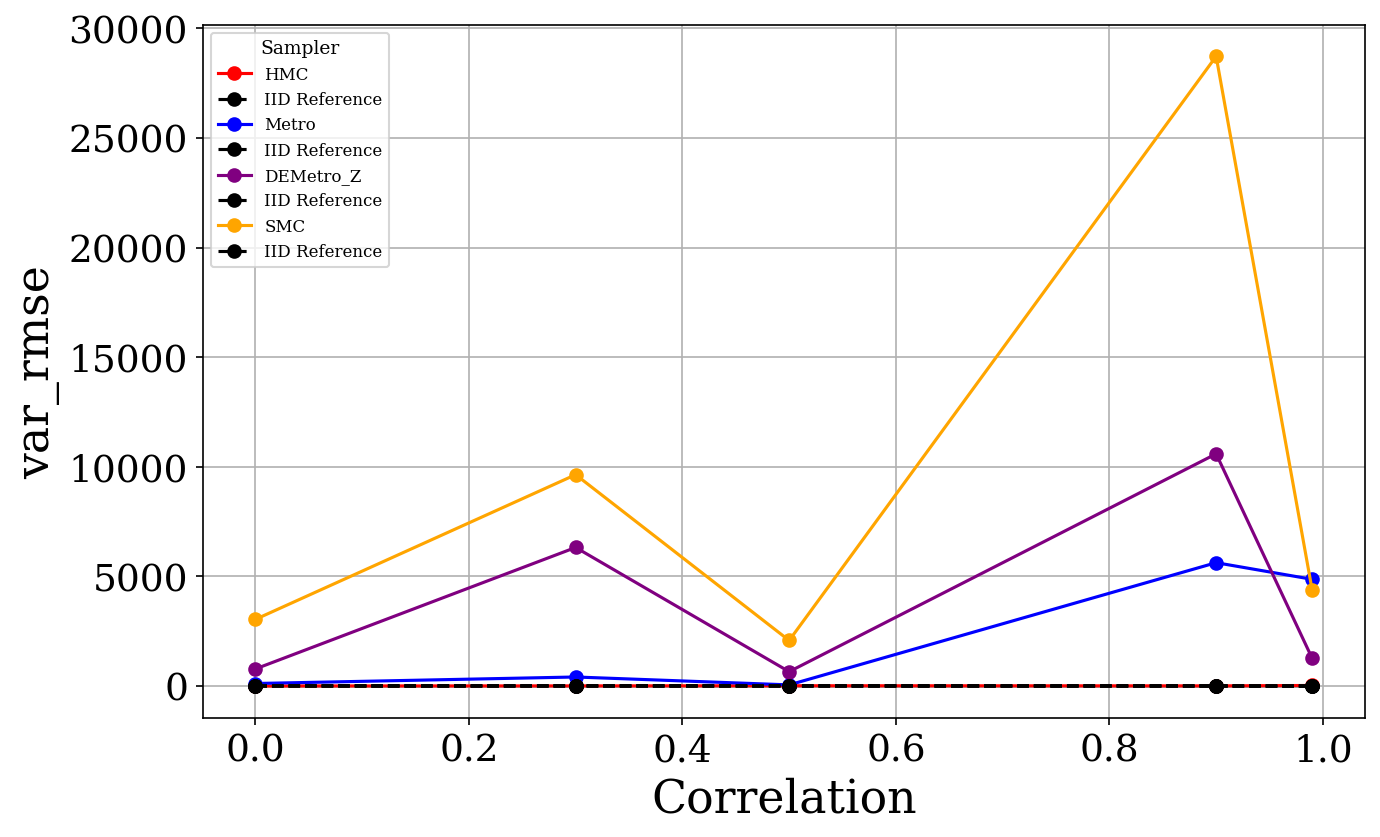 30000
25000
20000
15000
10000
5000
0
var_rmse
Sampler
HMC
IID Reference
Metro
IID Reference
DEMetro_Z
IID Reference
SMC
IID Reference
0.0 0.2 0.4 0.6 0.8 1.0
Correlation